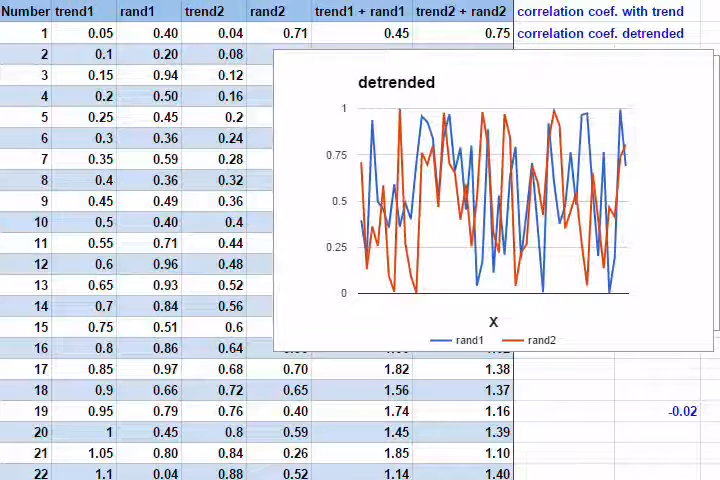 Number trend1 rand1 trend2 rand2 trend1 + rand1 trend2 + rand2 correlation coef. with trend
1 0.05 0.40 0.04 0.71 0.45 0.75 correlation coef. detrended
2 0.1 0.20 0.08
3 0.15 0.94 0.12
4 0.2 0.50 0.16
5 0.25 0.45 0.2
6 0.3 0.36 0.24
7 0.35 0.59 0.28
8 0.4 0.36 0.32
9 0.45 0.49 0.36
10 0.5 0.40 0.4
11 0.55 0.71 0.44
12 0.6 0.96 0.48
13 0.65 0.93 0.52
14 0.7 0.84 0.56
15 0.75 0.51 0.6
16 0.8 0.86 0.64
17 0.85 0.97 0.68 0.70 1.82 1.38
18 0.9 0.66 0.72 0.65 1.56 1.37
19 0.95 0.79 0.76 0.40 1.74 1.16 -0.02
20 1 0.45 0.8 0.59 1.45 1.39
21 1.05 0.80 0.84 0.26 1.85 1.10
22 1.1 0.04 0.88 0.52 1.14 1.40
detrended
1
0.75
0.5
0.25
0
X
rand1 rand2